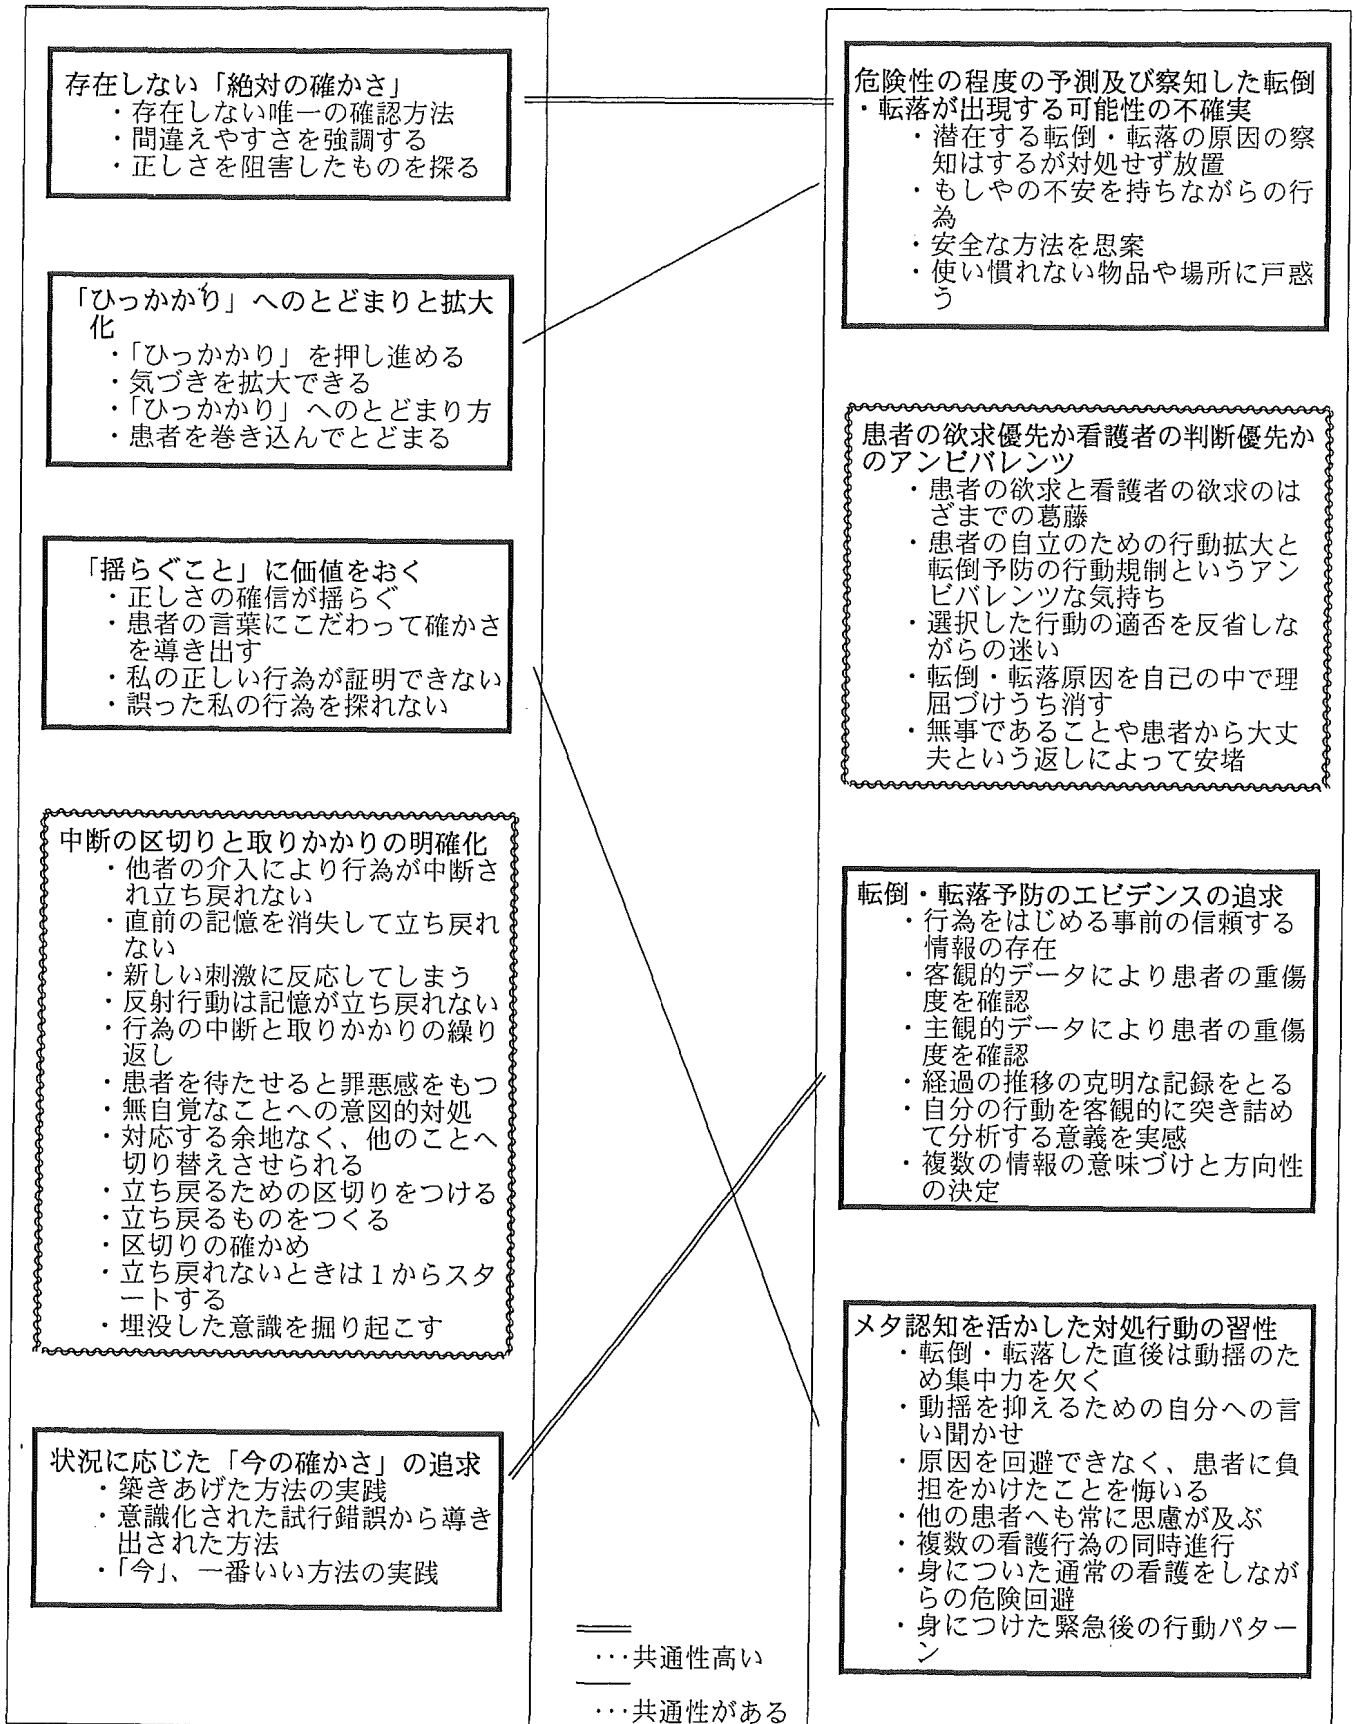 存在しない「絶対の確かさ」
・存在しない唯一の確認方法
・間違えやすさを強調する
・正しさを阻害したものを探る
「ひっかかり」へのとどまりと拡大
化
・「ひっかかり」を押し進める
・気づきを拡大できる
・「ひっかかり」へのとどまり方
・患者を巻き込んでとどまる
「揺らぐこと」に価値をおく
・正しさの確信が揺らぐ
・患者の言葉にこだわって確かさ
を導き出す
・私の正しい行為が証明できない
・誤った私の行為を探れない
中断の区切りと取りかかりの明確化
・他者の介入により行為が中断さ
れ立ち戻れない
・直前の記憶を消失して立ち戻れ
ない
・新しい刺激に反応してしまう
・反射行動は記憶が立ち戻れない
・行為の中断と取りかかりの繰り
返し
・患者を待たせると罪悪感をもつ
・無自覚なことへの意図的対処
・対応する余地なく、他のことへ
切り替えさせられる
・立ち戻るための区切りをつける
・立ち戻るものをつくる
・区切りの確かめ
・立ち戻れないときは1からスタ
ートする
・埋没した意識を掘り起こす
状況に応じた「今の確かさ」の追求
・築きあげた方法の実践
・意識化された試行錯誤から導き
出された方法
・「今」、一番いい方法の実践
危険性の程度の予測及び察知した転倒
・転落が出現する可能性の不確実
・潜在する転倒・転落の原因の察
知はするが対処せず放置
・もしやの不安を持ちながらの行
為
・安全な方法を思案
・使い慣れない物品や場所に戸惑
う
患者の欲求優先か看護者の判断優先か
のアンビバレンツ
・患者の欲求と看護者の欲求のは
ざまでの葛藤
・患者の自立のための行動拡大と
転倒予防の行動規制というアン
ビバレンツな気持ち
・選択した行動の適否を反省しな
がらの迷い
・転倒・転落原因を自己の中で理
屈づけうち消す
・無事であることや患者から大丈
夫という返しによって安堵
転倒・転落予防のエビデンスの追求
・行為をはじめる事前の信頼する
情報の存在
・客観的データにより患者の重傷
度を確認
・主観的データにより患者の重傷
度を確認
・経過の推移の克明な記録をとる
・自分の行動を客観的に突き詰め
て分析する意義を実感
・複数の情報の意味づけと方向性
の決定
メタ認知を活かした対処行動の習性
・転倒・転落した直後は動揺のた
め集中力を欠く
・動揺を抑えるための自分への言
い聞かせ
・原因を回避できなく、患者に負
担をかけたことを悔いる
・他の患者へも常に思慮が及ぶ
・複数の看護行為の同時進行
・身についた通常の看護をしなが
らの危険回避
・身につけた緊急後の行動パター
ン
…共通性高い
…共通性がある